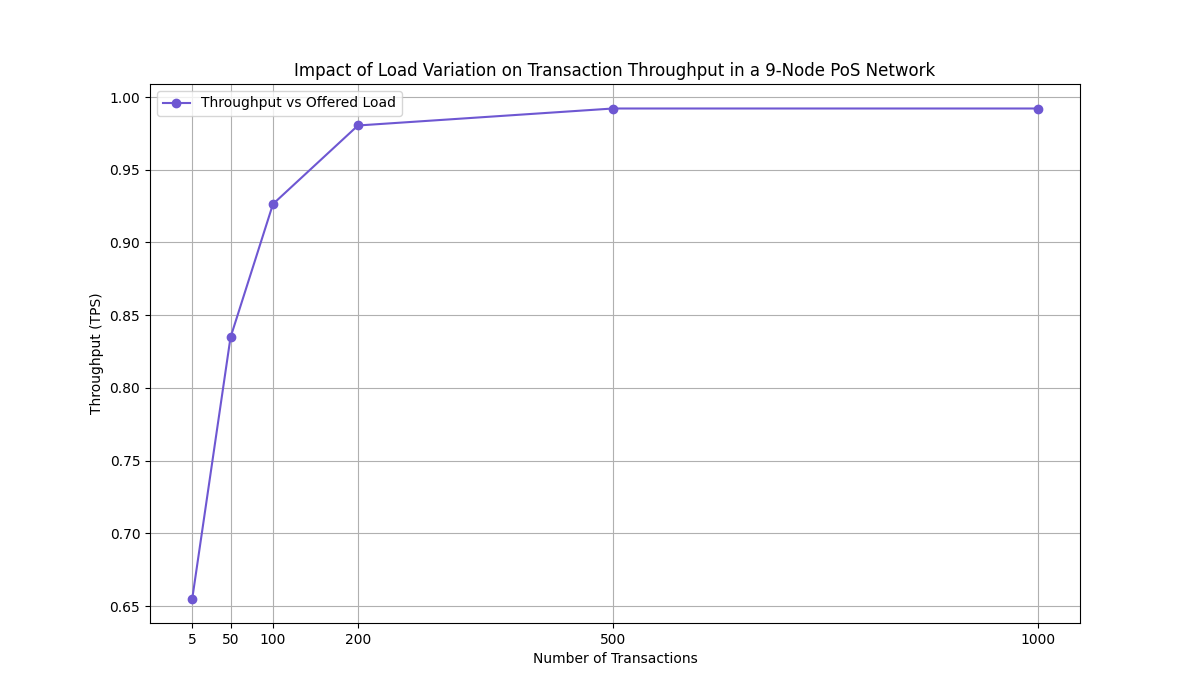 Impact of Load Variation on Transaction Throughput in a 9-Node PoS Network
Throughput vs Offered Load
Throughput (TPS)
1.00
0.95
0.90
0.85
0.80
0.75
0.70
0.65
5 50 100 200 500 1000
Number of Transactions